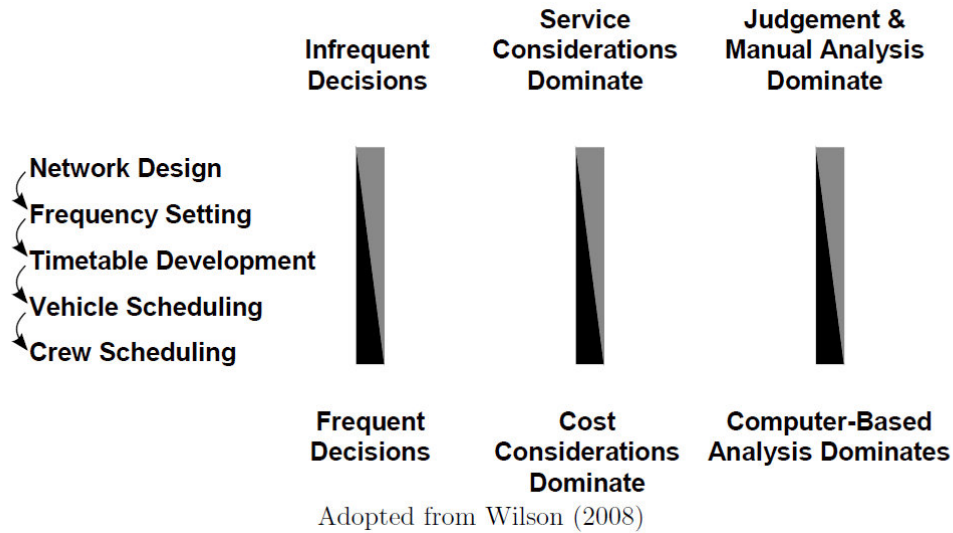 Infrequent
Decisions
Service
Considerations
Dominate
Judgement &
Manual Analysis
Dominate
Network Design
Frequency Setting
Timetable Development
Vehicle Scheduling
Crew Scheduling
Frequent
Decisions
Cost
Considerations
Dominate
Computer-Based
Analysis Dominates
Adopted from Wilson (2008)